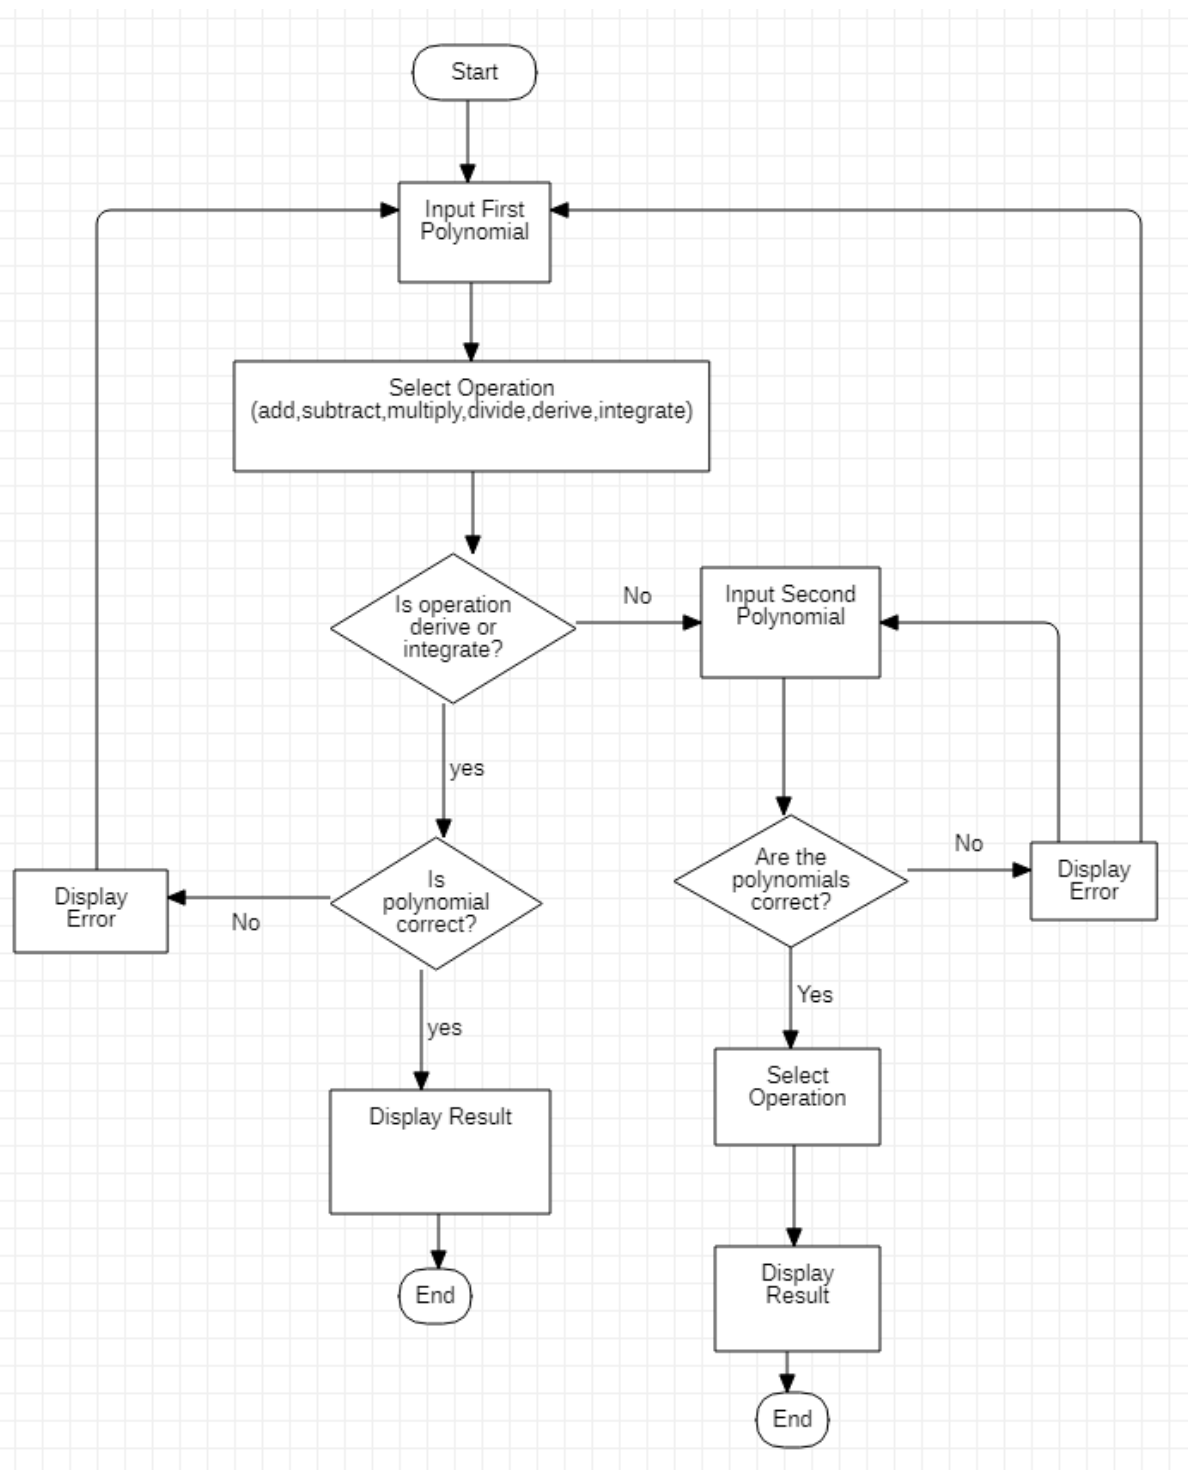 Start
Input First
Polynomial
Select Operation
(add,subtract,multiply,divide,derive,integrate)
Is operation
derive or
integrate?
No
Input Second
Polynomial
yes
Is
polynomial
correct?
No
Display
Error
Are the
polynomials
correct?
No
Display
Error
yes
Yes
Display Result
Select
Operation
End
Display
Result
End